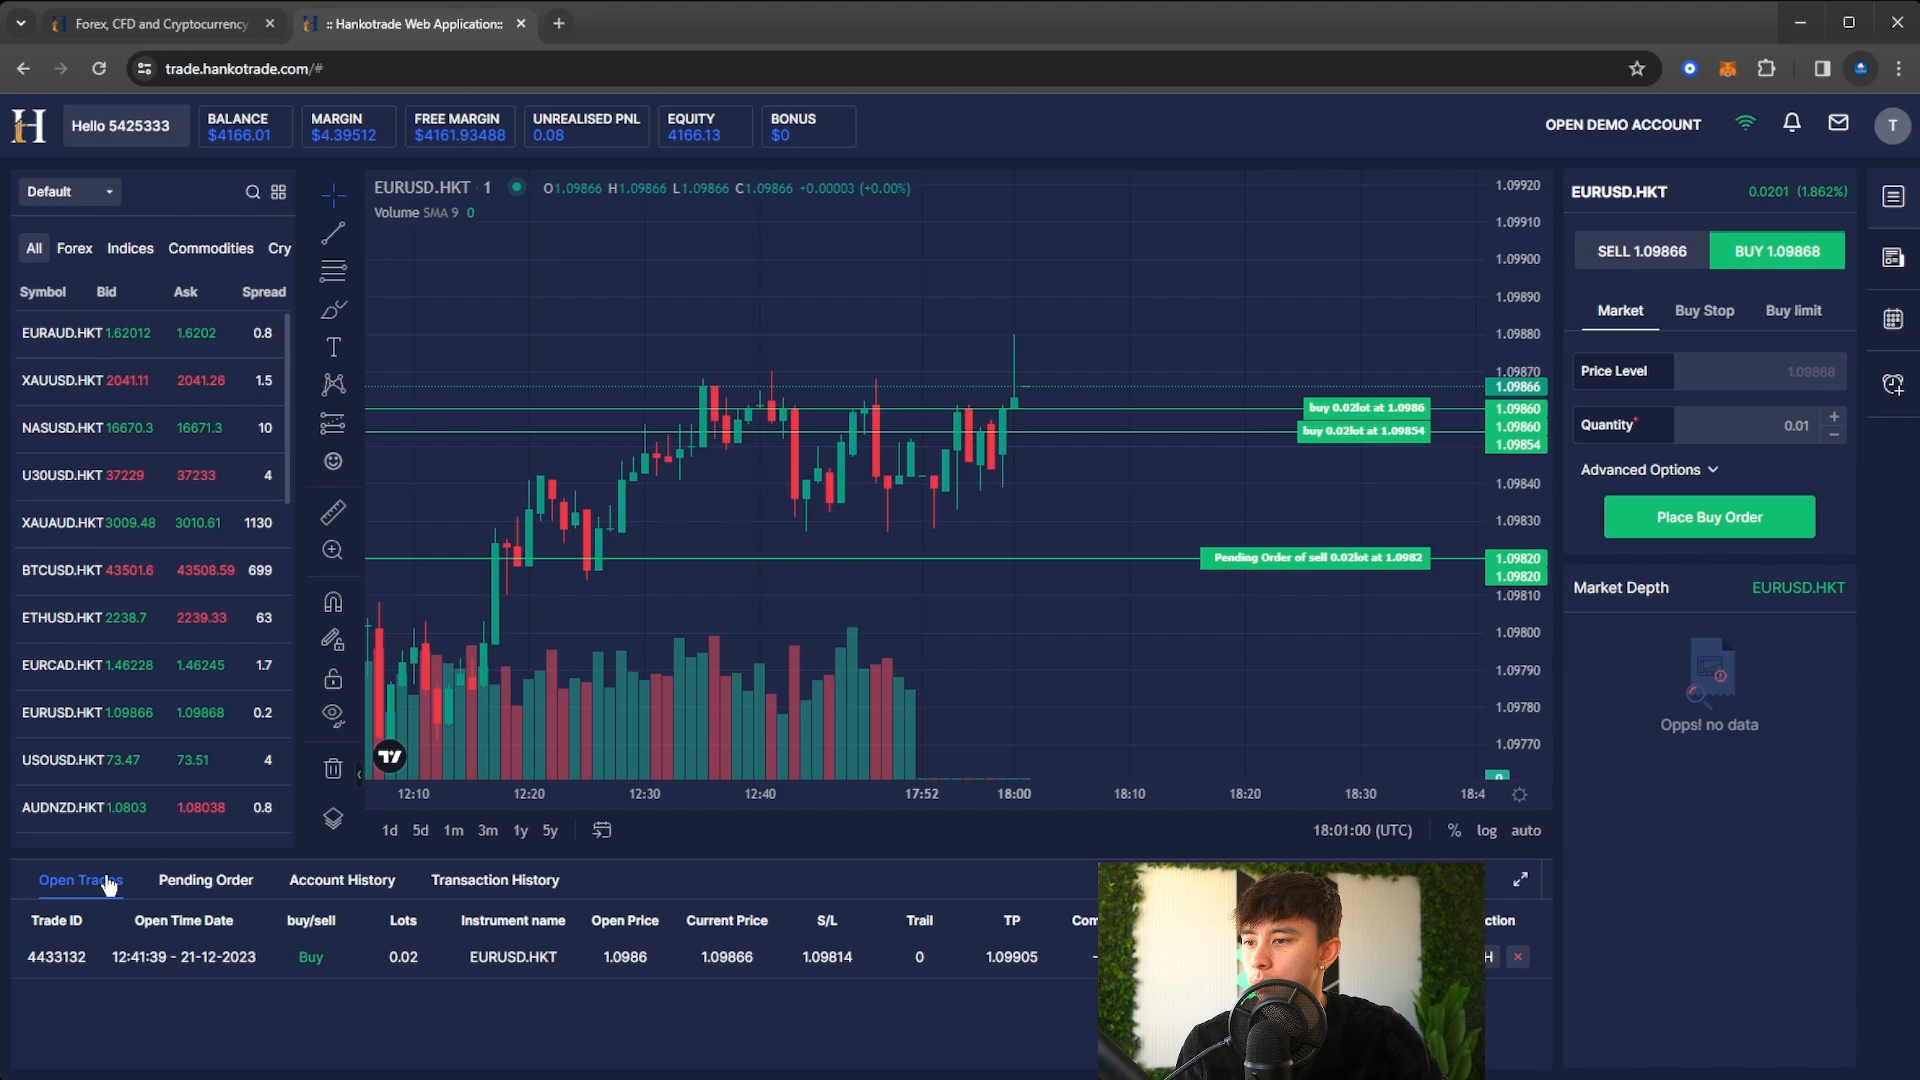 Forex, CFD and Cryptocurrency
:: Hankotrade Web Application::
trade.hankotrade.com/#
H
Hello 5425333
BALANCE
$4166.01
MARGIN
$4.39512
FREE MARGIN
$4161.93488
UNREALISED PNL
0.08
EQUITY
4166.13
BONUS
$0
OPEN DEMO ACCOUNT
T
Default
All Forex Indices Commodities Cry
Symbol Bid Ask Spread
EURAUD.HKT 1.62012 1.6202 0.8
XAUUSD.HKT 2041.11 2041.26 1.5
NASUSD.HKT 16670.3 16671.3 10
U30USD.HKT 37229 37233 4
XAUAUD.HKT 3009.48 3010.61 1130
BTCUSD.HKT 43501.6 43508.59 699
ETHUSD.HKT 2238.7 2239.33 63
EURCAD.HKT 1.46228 1.46245 1.7
EURUSD.HKT 1.09866 1.09868 0.2
USOUSD.HKT 73.47 73.51 4
AUDNZD.HKT 1.0803 1.08038 0.8
EURUSD.HKT 1 O1.09866 H1.09866 L1.09866 C1.09866 +0.00003 (+0.00%)
Volume SMA 9 0
T
1.09920
1.09910
1.09900
1.09890
1.09880
1.09870
1.09866
buy 0.02lot at 1.0986 1.09860
1.09860
buy 0.02lot at 1.09854
1.09854
1.09840
1.09830
Pending Order of sell 0.02lot at 1.0982 1.09820
1.09820
1.09810
1.09800
1.09790
1.09780
1.09770
0
12:10 12:20 12:30 12:40 17:52 18:00 18:10 18:20 18:30 18:4
1d 5d 1m 3m 1y 5y 18:01:00 (UTC) % log auto
EURUSD.HKT 0.0201 (1.862%)
SELL 1.09866 BUY 1.09868
Market Buy Stop Buy limit
Price Level 1.09868
Quantity* 0.01
Advanced Options
Place Buy Order
Market Depth EURUSD.HKT
Opps! no data
Open Trades Pending Order Account History Transaction History
Trade ID Open Time Date buy/sell Lots Instrument name Open Price Current Price S/L Trail TP Com ction
4433132 12:41:39 - 21-12-2023 Buy 0.02 EURUSD.HKT 1.0986 1.09866 1.09814 0 1.09905 - H